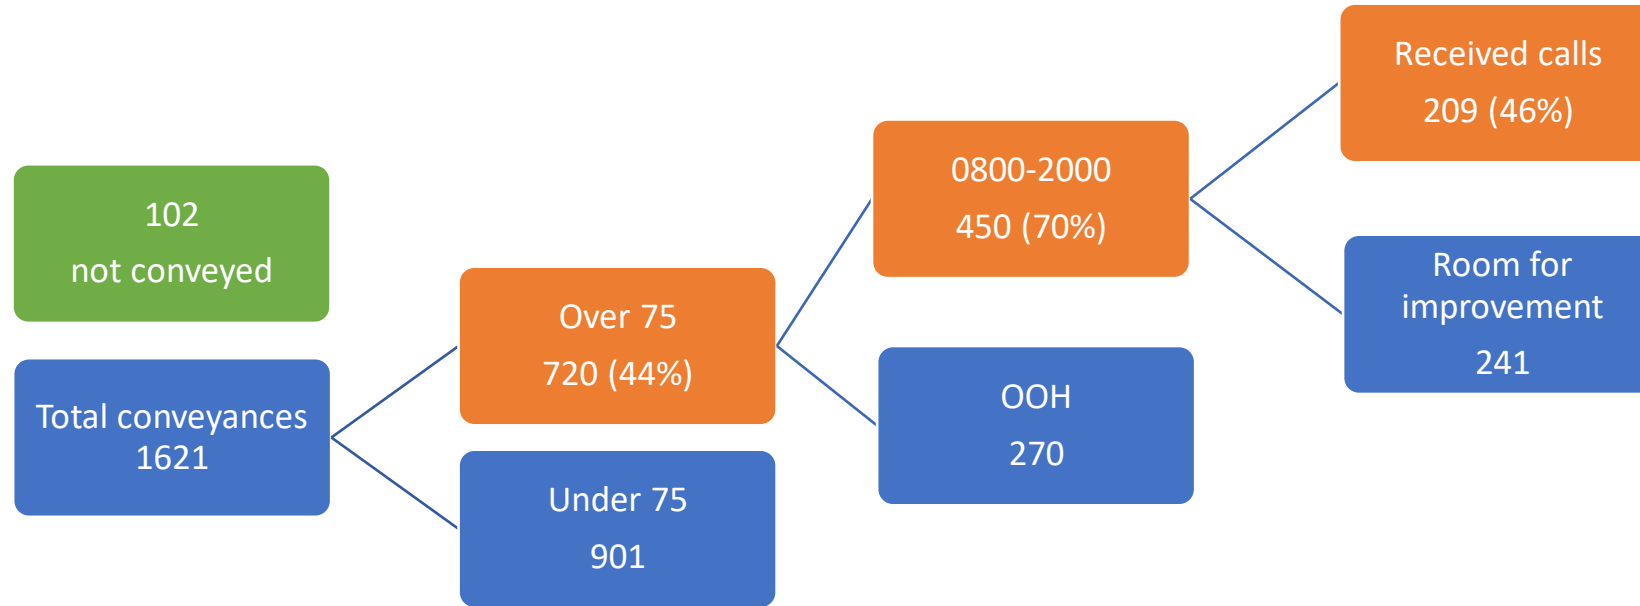 102
not conveyed
Total conveyances
1621
Over 75
720 (44%)
Under 75
901
0800-2000
450 (70%)
OOH
270
Received calls
209 (46%)
Room for
improvement
241